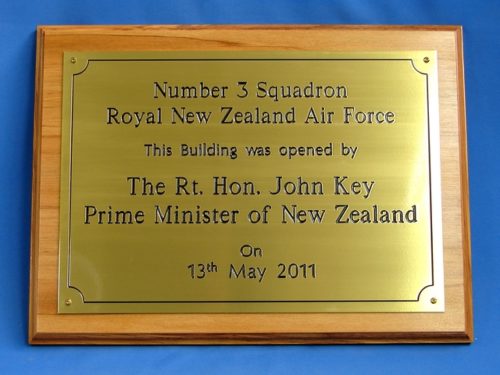 Number 3 Squadron
Royal New Zealand Air Force
This Building was opened by
The Rt. Hon. John Key
Prime Minister of New Zealand
On
13th May 2011